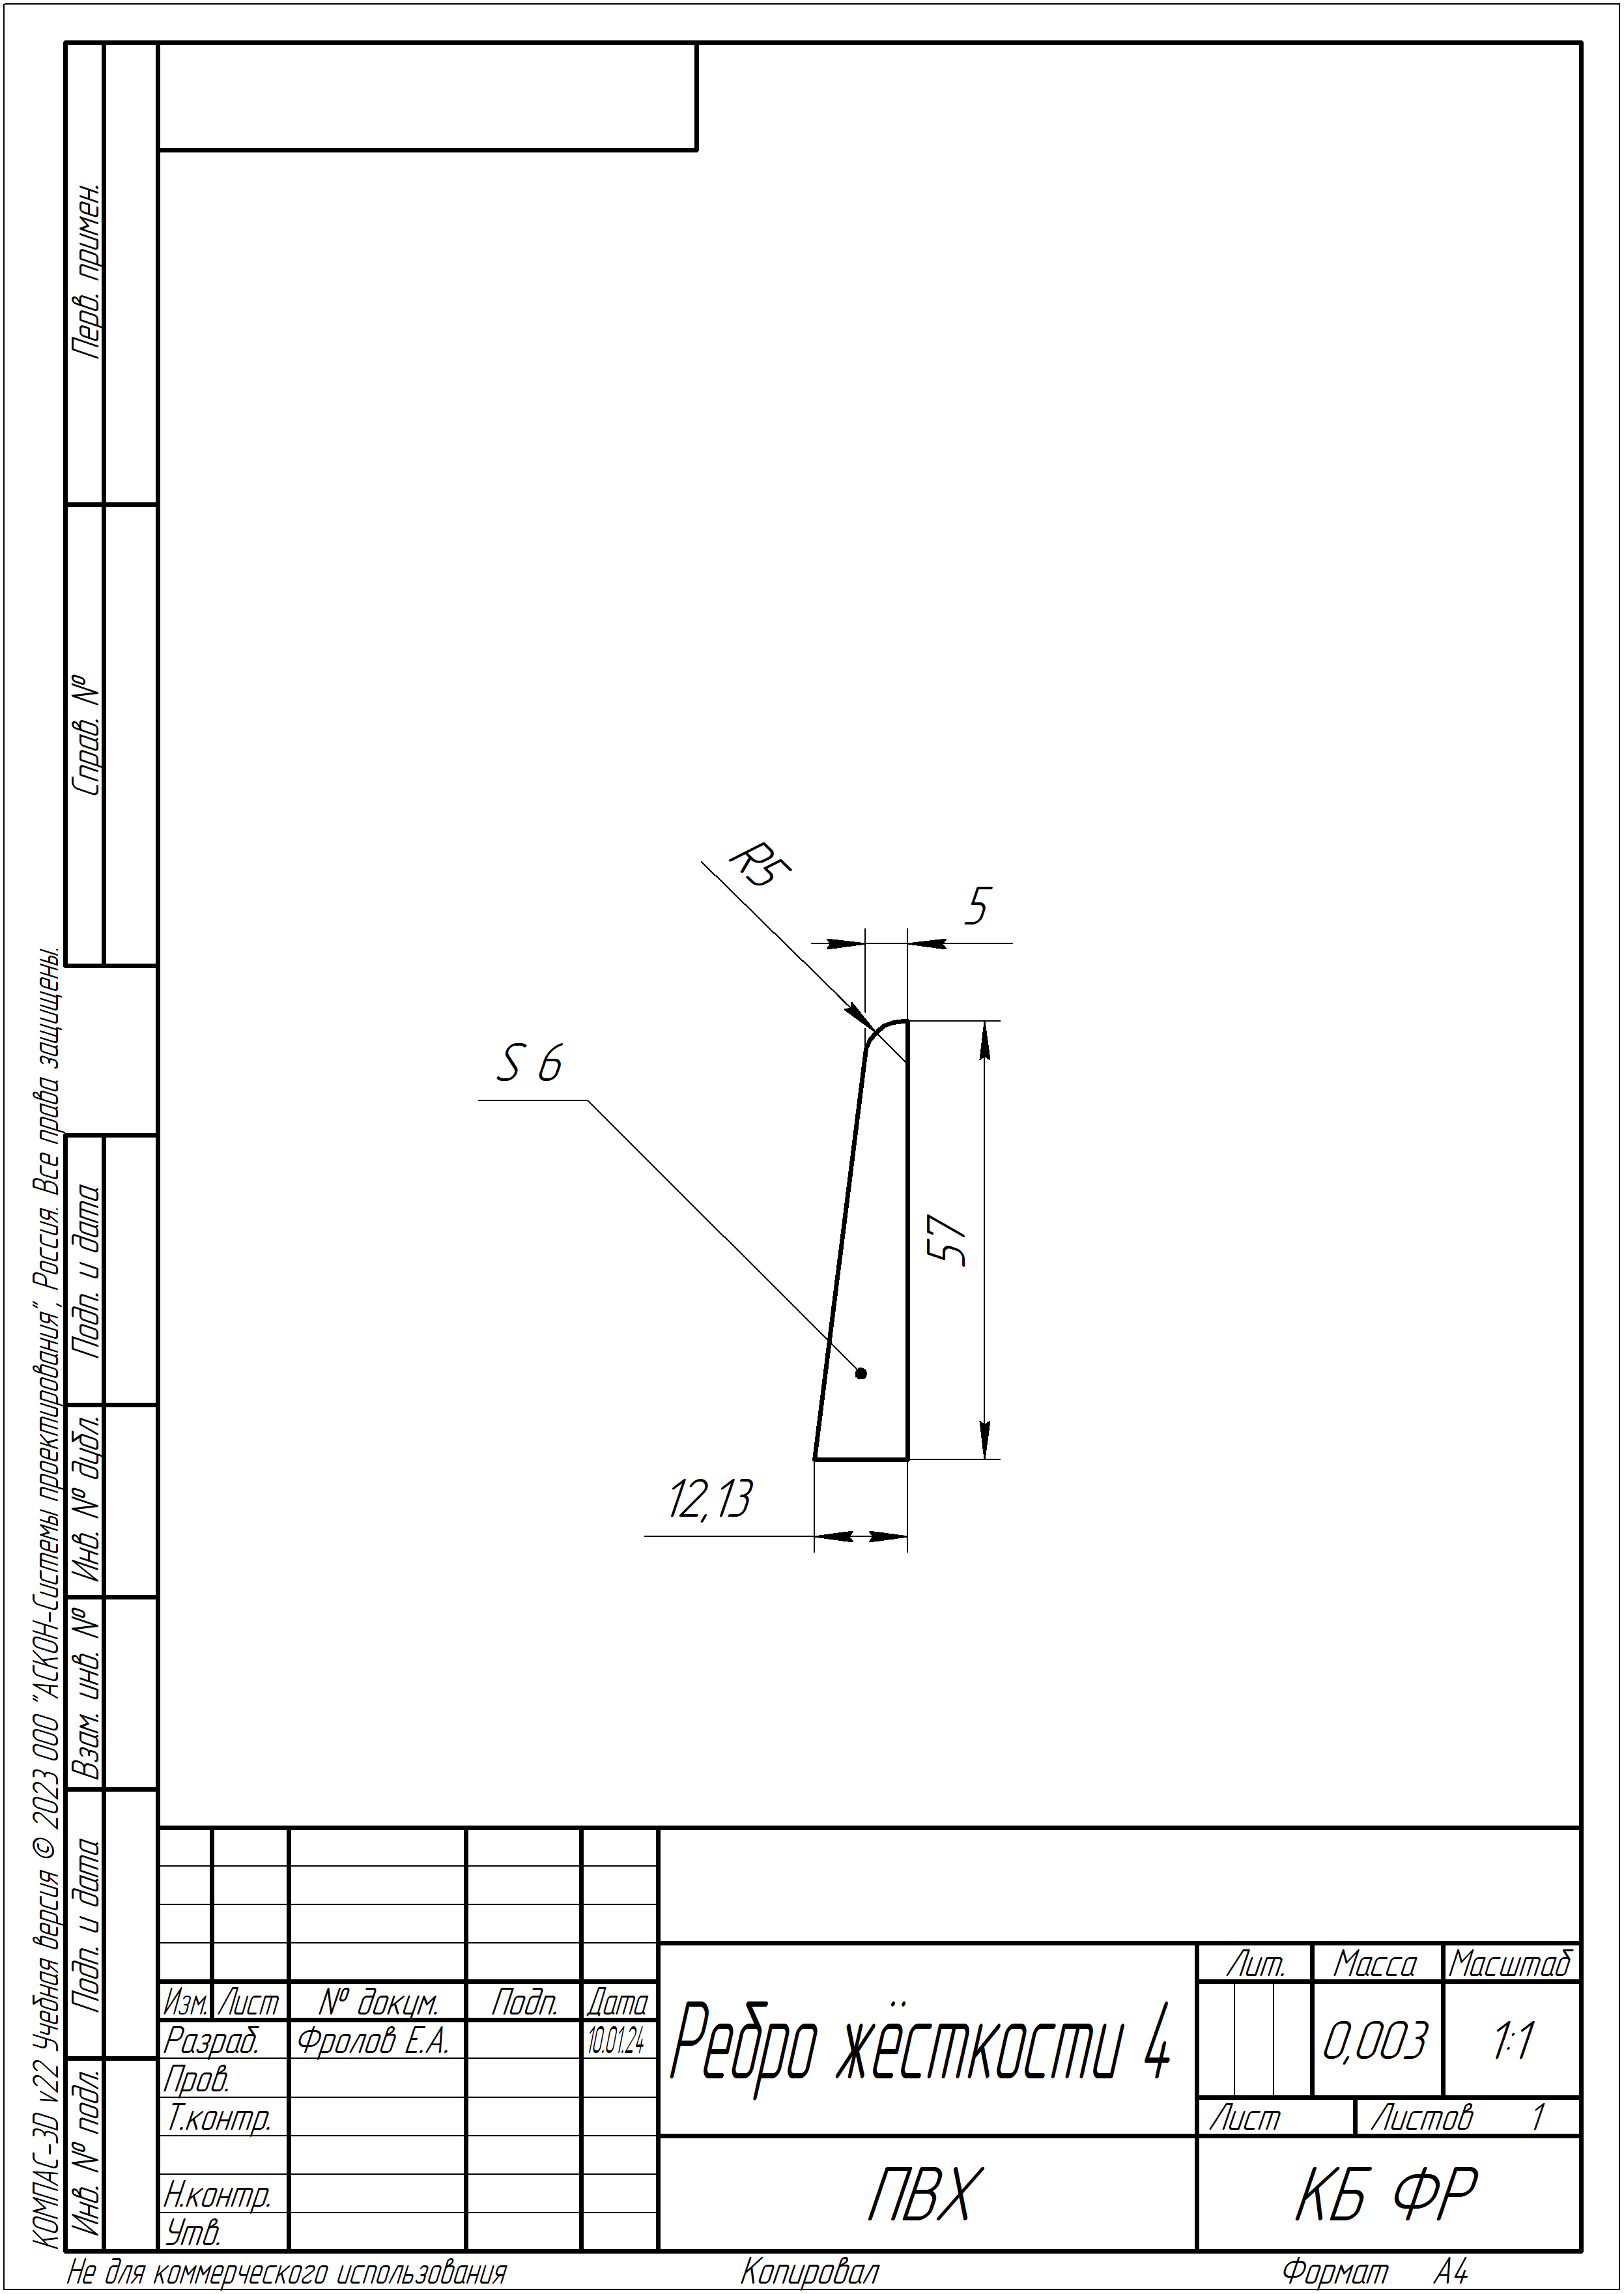 Перв. примен.
Справ. №
Подп. и дата
Инв. № дубл.
Взам. инв. №
Подп. и дата
Инв. № подл.
КОМПАС-3D v22 Учебная версия © 2023 ООО "АСКОН-Системы проектирования", Россия. Все права защищены.
R5
5
S 6
57
12,13
Изм. Лист № докум. Подп. Дата
Разраб. Фролов Е.А. 10.01.24
Пров.
Т.контр.
Н.контр.
Утв.
Ребро жёсткости 4
ПВХ
Лит. Масса Масштаб
0,003 1:1
Лист Листов 1
КБ ФР
Не для коммерческого использования Копировал Формат А4